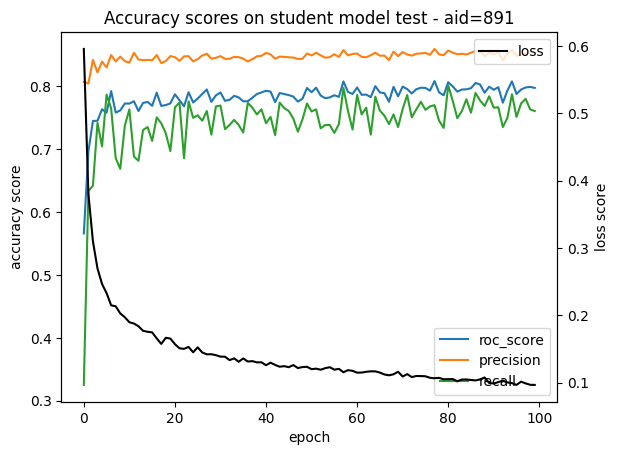 Accuracy scores on student model test - aid=891
accuracy score
0.8
0.7
0.6
0.5
0.4
0.3
loss
0.6
0.5
0.4
0.3
0.2
0.1
loss score
roc_score
precision
recall
0
20
40
60
80
100
epoch